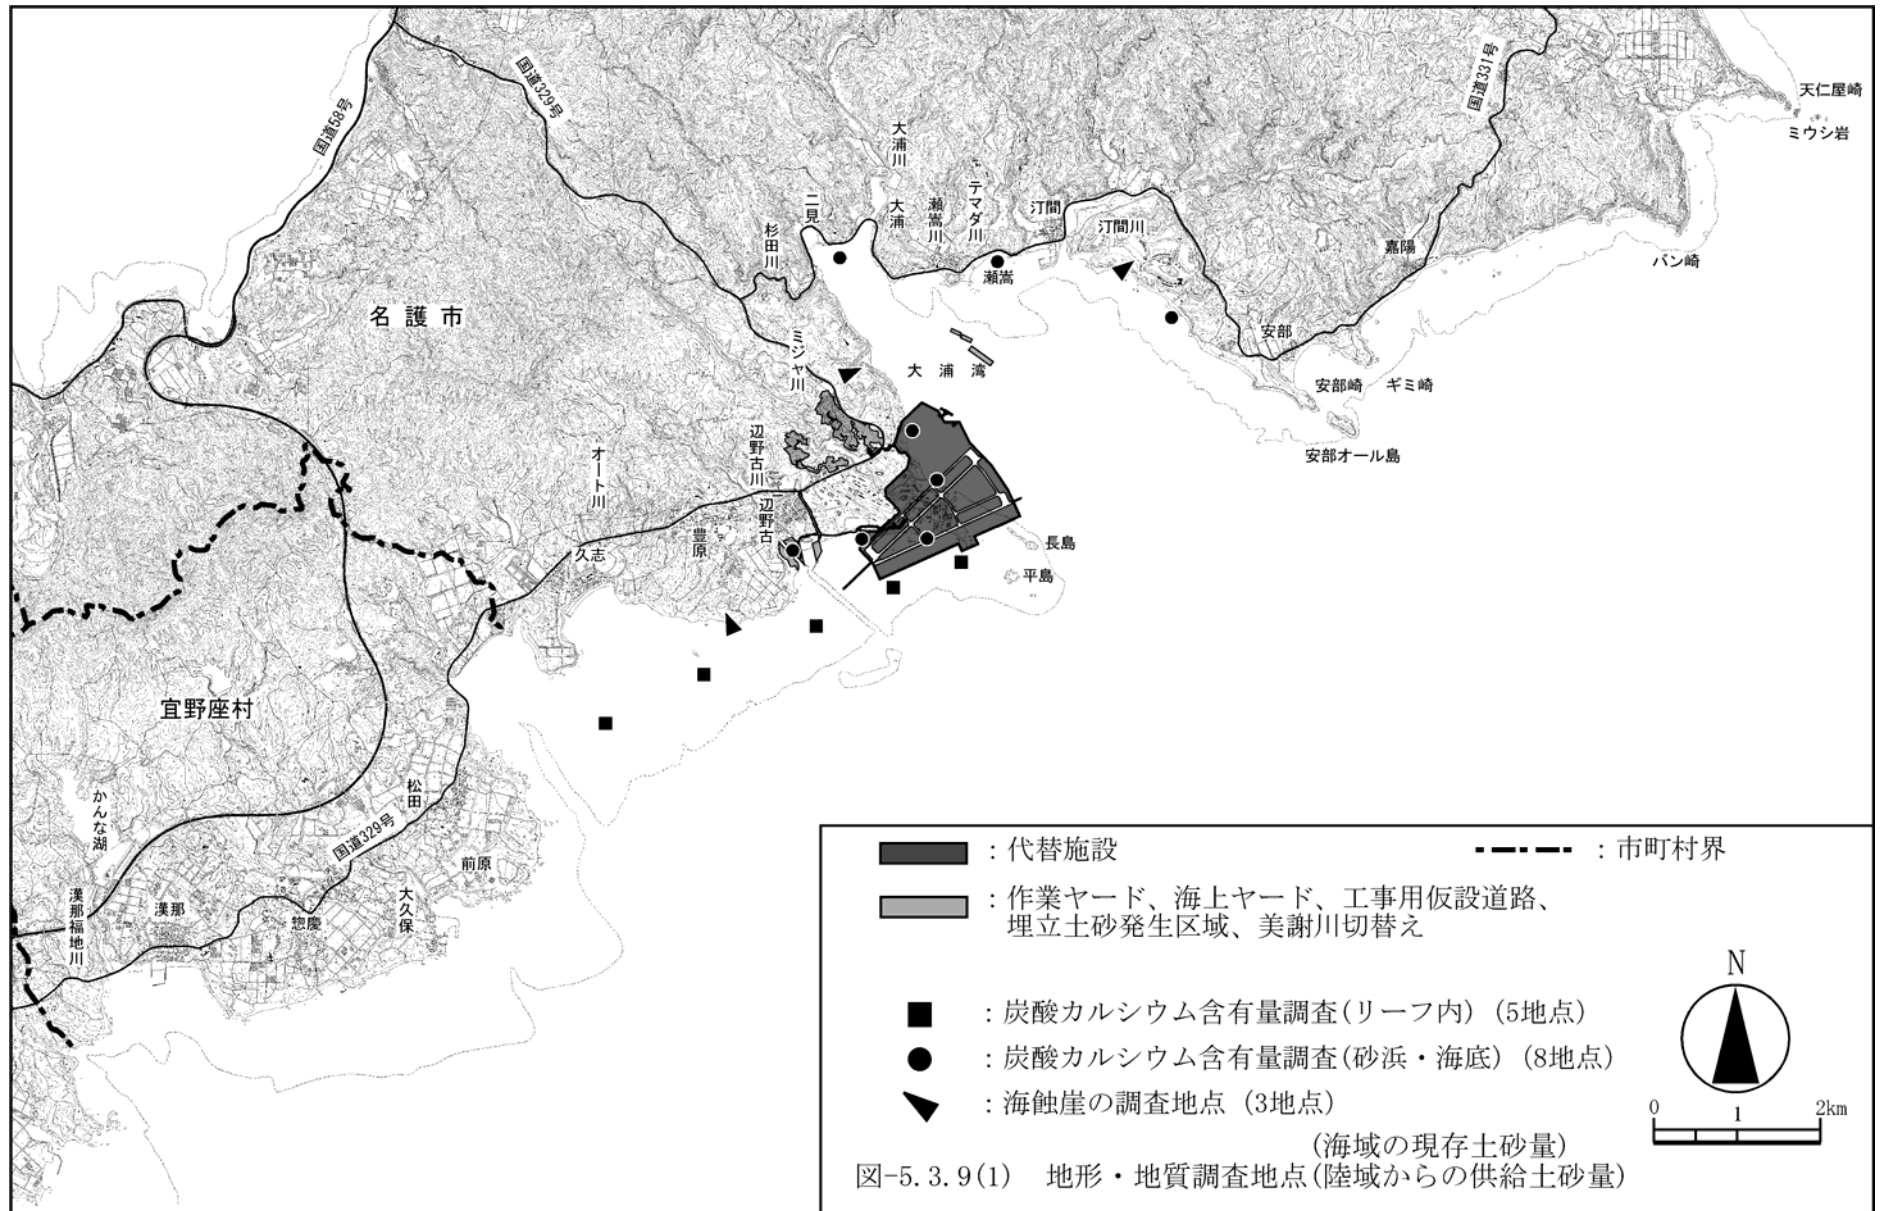 国道58号
国道329号
国道331号
天仁屋崎
ミウシ岩
バン崎
嘉陽
大浦川
大浦
瀬嵩川
テマダ川
汀間
汀間川
二見
杉田川
瀬嵩
安部
安部崎
ギミ崎
安部オール島
名護市
ミジャ川
大浦湾
辺野古川
辺野古
オート川
久志
豊原
長島
平島
宜野座村
かんな湖
松田
国道329号
前原
大久保
惣慶
漢那
漢那福地川
：代替施設
：市町村界
：作業ヤード、海上ヤード、工事用仮設道路、
埋立土砂発生区域、美謝川切替え
：炭酸カルシウム含有量調査(リーフ内) (5地点)
：炭酸カルシウム含有量調査(砂浜・海底) (8地点)
：海蝕崖の調査地点 (3地点)
N
0 1 2km
(海域の現存土砂量)
図-5.3.9(1) 地形・地質調査地点(陸域からの供給土砂量)